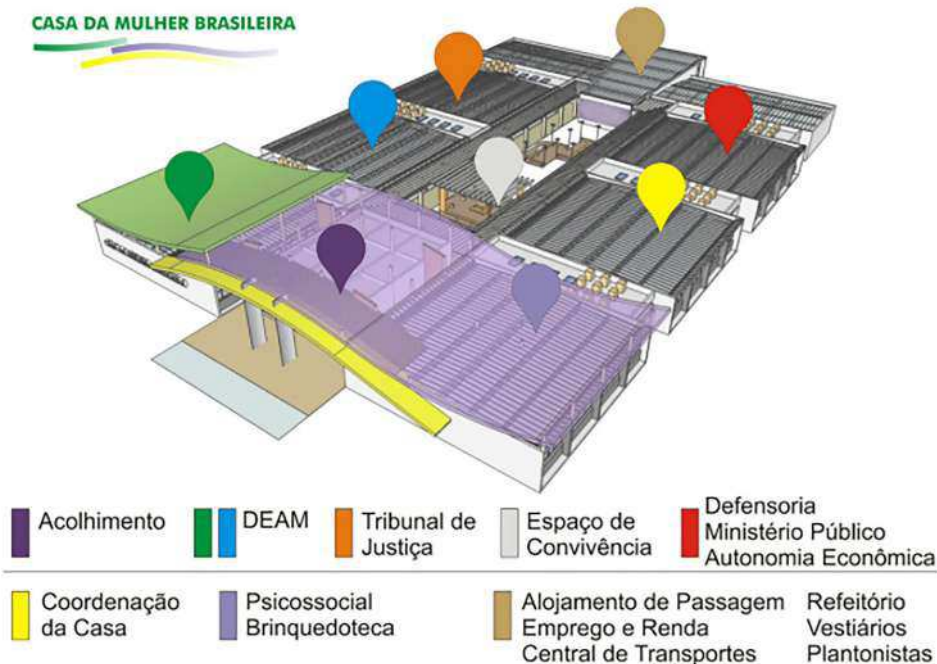 CASA DA MULHER BRASILEIRA
Acolhimento
DEAM
Tribunal de
Justiça
Espaço de
Convivência
Defensoria
Ministério Público
Autonomia Econômica
Coordenação
da Casa
Psicossocial
Brinquedoteca
Alojamento de Passagem
Emprego e Renda
Central de Transportes
Refeitório
Vestiários
Plantonistas